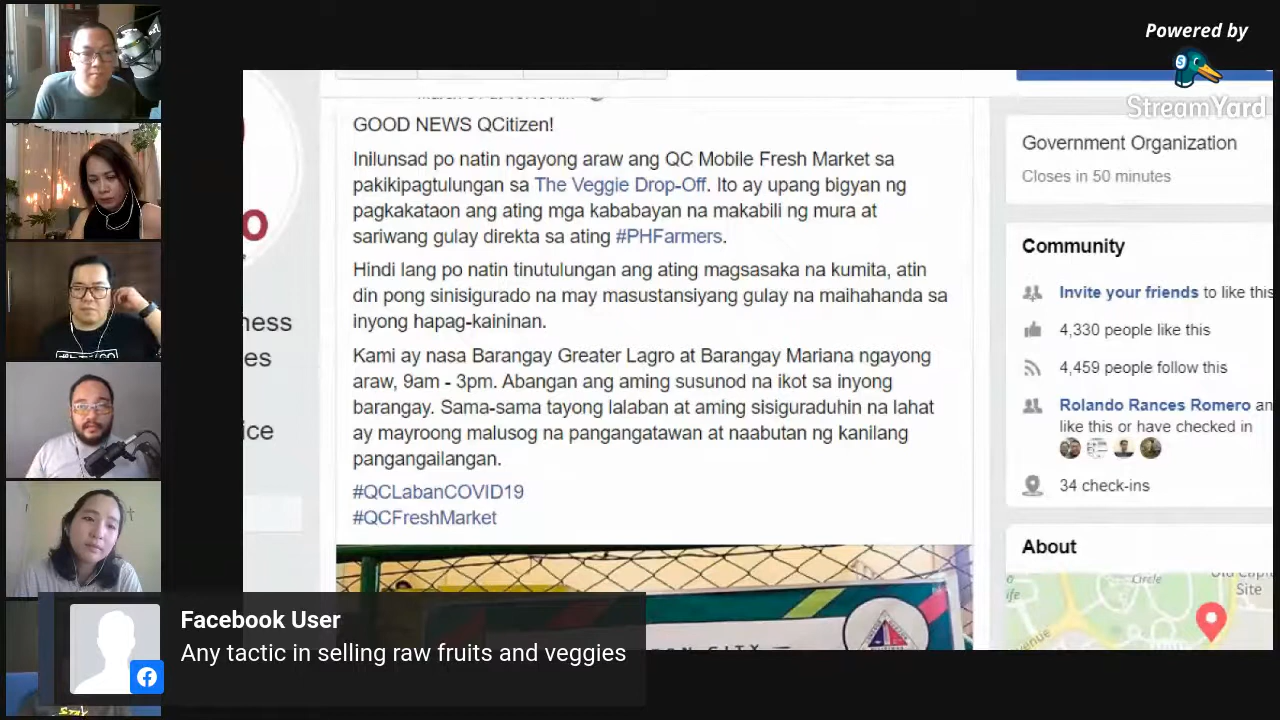 Powered by
StreamYard
GOOD NEWS QCitizen!
Inilunsad po natin ngayong araw ang QC Mobile Fresh Market sa
pakikipagtulungan sa The Veggie Drop-Off. Ito ay upang bigyan ng
pagkakataon ang ating mga kababayan na makabili ng mura at
sariwang gulay direkta sa ating #PHFarmers.
Hindi lang po natin tinutulungan ang ating magsasaka na kumita, atin
din pong sinisigurado na may masustansiyang gulay na maihahanda sa
inyong hapag-kaininan.
Kami ay nasa Barangay Greater Lagro at Barangay Mariana ngayong
araw, 9am - 3pm. Abangan ang aming susunod na ikot sa inyong
barangay. Sama-sama tayong lalaban at aming sisiguraduhin na lahat
ay mayroong malusog na pangangatawan at naabutan ng kanilang
pangangailangan.
#QCLabanCOVID19
#QCFreshMarket
Government Organization
Closes in 50 minutes
Community
Invite your friends to like this
4,330 people like this
4,459 people follow this
Rolando Rances Romero an
like this or have checked in
34 check-ins
About
Circle
Site
Facebook User
Any tactic in selling raw fruits and veggies